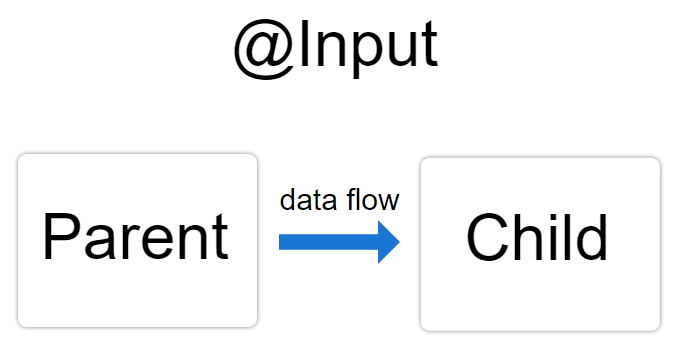 @Input
data flow
Parent
Child